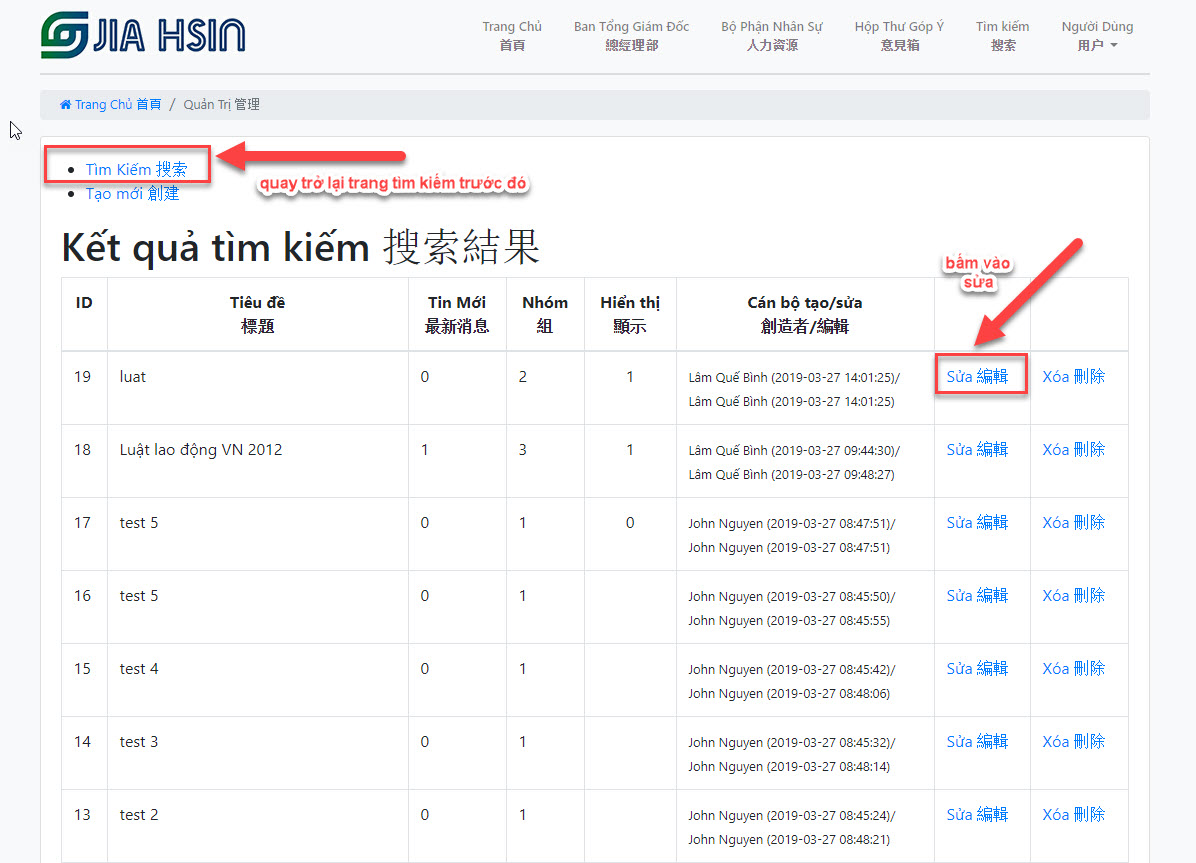 JIA HSIN
Trang Chủ
首頁
Ban Tổng Giám Đốc
總經理部
Bộ Phận Nhân Sự
人力資源
Hộp Thư Góp Ý
意見箱
Tìm kiếm
搜索
Người Dùng
用戶
Trang Chủ 首頁 / Quản Trị 管理
Tìm Kiếm 搜索
quay trở lại trang tìm kiếm trước đó
Tạo mới 創建
Kết quả tìm kiếm 搜索結果
bấm vào
sửa
ID
Tiêu đề
標題
Tin Mới
最新消息
Nhóm
組
Hiển thị
顯示
Cán bộ tạo/sửa
創造者/編輯
19 luat 0 2 1 Lâm Quế Bình (2019-03-27 14:01:25)/ Sửa 編輯 Xóa 刪除
Lâm Quế Bình (2019-03-27 14:01:25)
18 Luật lao động VN 2012 1 3 1 Lâm Quế Bình (2019-03-27 09:44:30)/ Sửa 編輯 Xóa 刪除
Lâm Quế Bình (2019-03-27 09:48:27)
17 test 5 0 1 0 John Nguyen (2019-03-27 08:47:51)/ Sửa 編輯 Xóa 刪除
John Nguyen (2019-03-27 08:47:51)
16 test 5 0 1 John Nguyen (2019-03-27 08:45:50)/ Sửa 編輯 Xóa 刪除
John Nguyen (2019-03-27 08:45:55)
15 test 4 0 1 John Nguyen (2019-03-27 08:45:42)/ Sửa 編輯 Xóa 刪除
John Nguyen (2019-03-27 08:48:06)
14 test 3 0 1 John Nguyen (2019-03-27 08:45:32)/ Sửa 編輯 Xóa 刪除
John Nguyen (2019-03-27 08:48:14)
13 test 2 0 1 John Nguyen (2019-03-27 08:45:24)/ Sửa 編輯 Xóa 刪除
John Nguyen (2019-03-27 08:48:21)